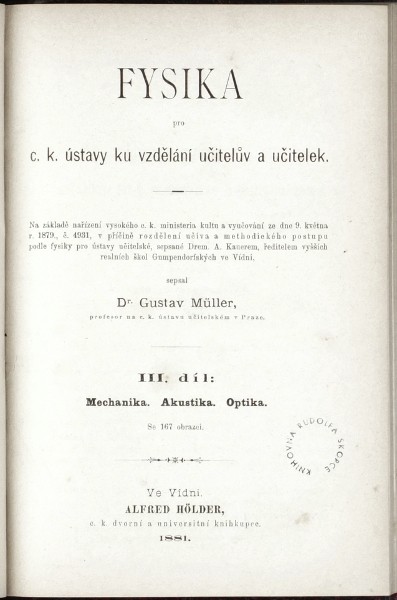 FYSIKA
pro
c. k. ústavy ku vzdělání učitelův a učitelek.
Na základě nařízení vysokého c. k. ministeria kultu a vyučování ze dne 9. května
r. 1879., č. 4931, v příčině rozdělení učiva a methodického postupu
podle fysiky pro ústavy učitelské, sepsané Drem. A. Kauerem, ředitelem vyšších
realních škol Gumpendorfských ve Vídni,
sepsal
Dr. Gustav Müller,
professor na c. k. ústavu učitelském v Praze.
III. díl:
Mechanika. Akustika. Optika.
Se 167 obrazci.
KNIHOVNA RUDOLFA SKOPCE
Ve Vídni.
ALFRED HÖLDER,
c. k. dvorní a universitní knihkupec.
1881.